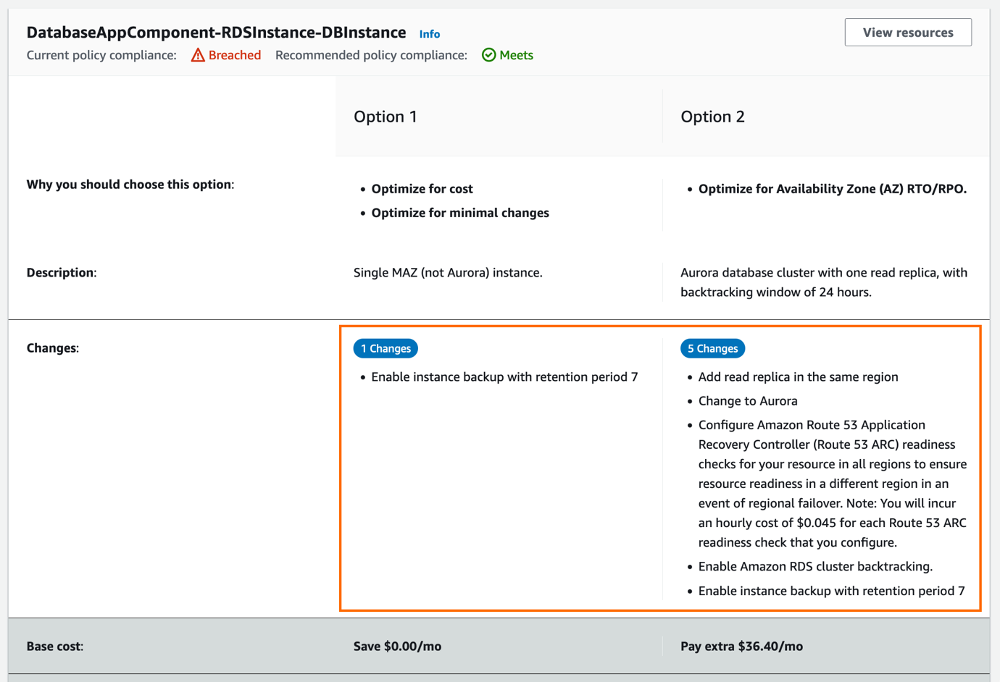 DatabaseAppComponent-RDSInstance-DBInstance Info
View resources
Current policy compliance: Breached Recommended policy compliance: Meets
Option 1
Option 2
Why you should choose this option:
• Optimize for cost
• Optimize for minimal changes
• Optimize for Availability Zone (AZ) RTO/RPO.
Description:
Single MAZ (not Aurora) instance.
Aurora database cluster with one read replica, with
backtracking window of 24 hours.
Changes:
1 Changes
• Enable instance backup with retention period 7
5 Changes
• Add read replica in the same region
• Change to Aurora
• Configure Amazon Route 53 Application
Recovery Controller (Route 53 ARC) readiness
checks for your resource in all regions to ensure
resource readiness in a different region in an
event of regional failover. Note: You will incur
an hourly cost of $0.045 for each Route 53 ARC
readiness check that you configure.
• Enable Amazon RDS cluster backtracking.
• Enable instance backup with retention period 7
Base cost:
Save $0.00/mo
Pay extra $36.40/mo